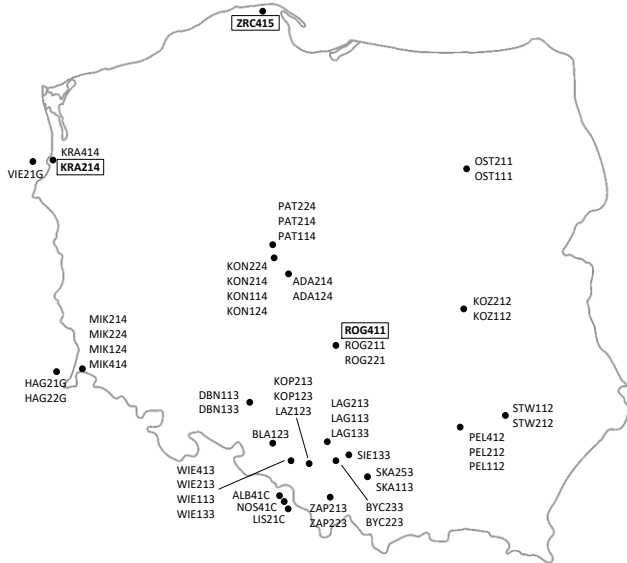 ZRC415
KRA414
KRA214
VIE21G
OST211
OST111
PAT224
PAT214
PAT114
KON224
KON214
KON114
KON124
ADA214
ADA124
KOZ212
KOZ112
MIK214
MIK224
MIK124
MIK414
ROG411
ROG211
ROG221
HAG21G
HAG22G
DBN113
DBN133
KOP213
KOP123
LAZ123
LAG213
LAG113
LAG133
STW112
STW212
PEL412
PEL212
PEL112
BLA123
SIE133
WIE413
WIE213
WIE113
WIE133
SKA253
SKA113
ALB41C
NOS41C
LIS21C
ZAP213
ZAP223
BYC233
BYC223